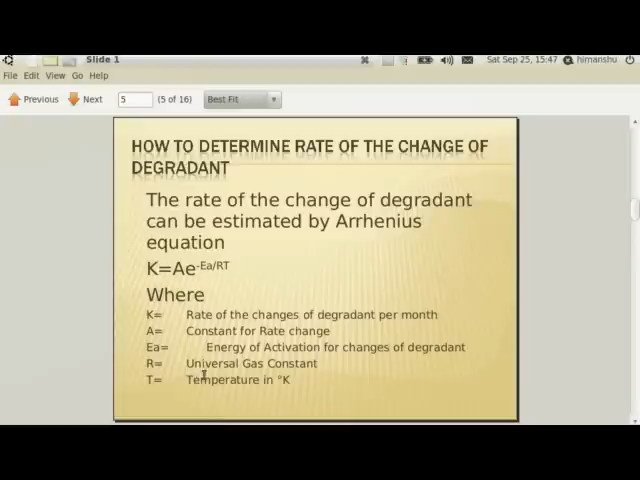 Slide 1
Sat Sep 25, 15:47 himanshu
File Edit View Go Help
Previous Next 5 (5 of 16) Best Fit
HOW TO DETERMINE RATE OF THE CHANGE OF
DEGRADANT
The rate of the change of degradant
can be estimated by Arrhenius
equation
K=Ae-Ea/RT
Where
K= Rate of the changes of degradant per month
A= Constant for Rate change
Ea= Energy of Activation for changes of degradant
R= Universal Gas Constant
T= Temperature in °K